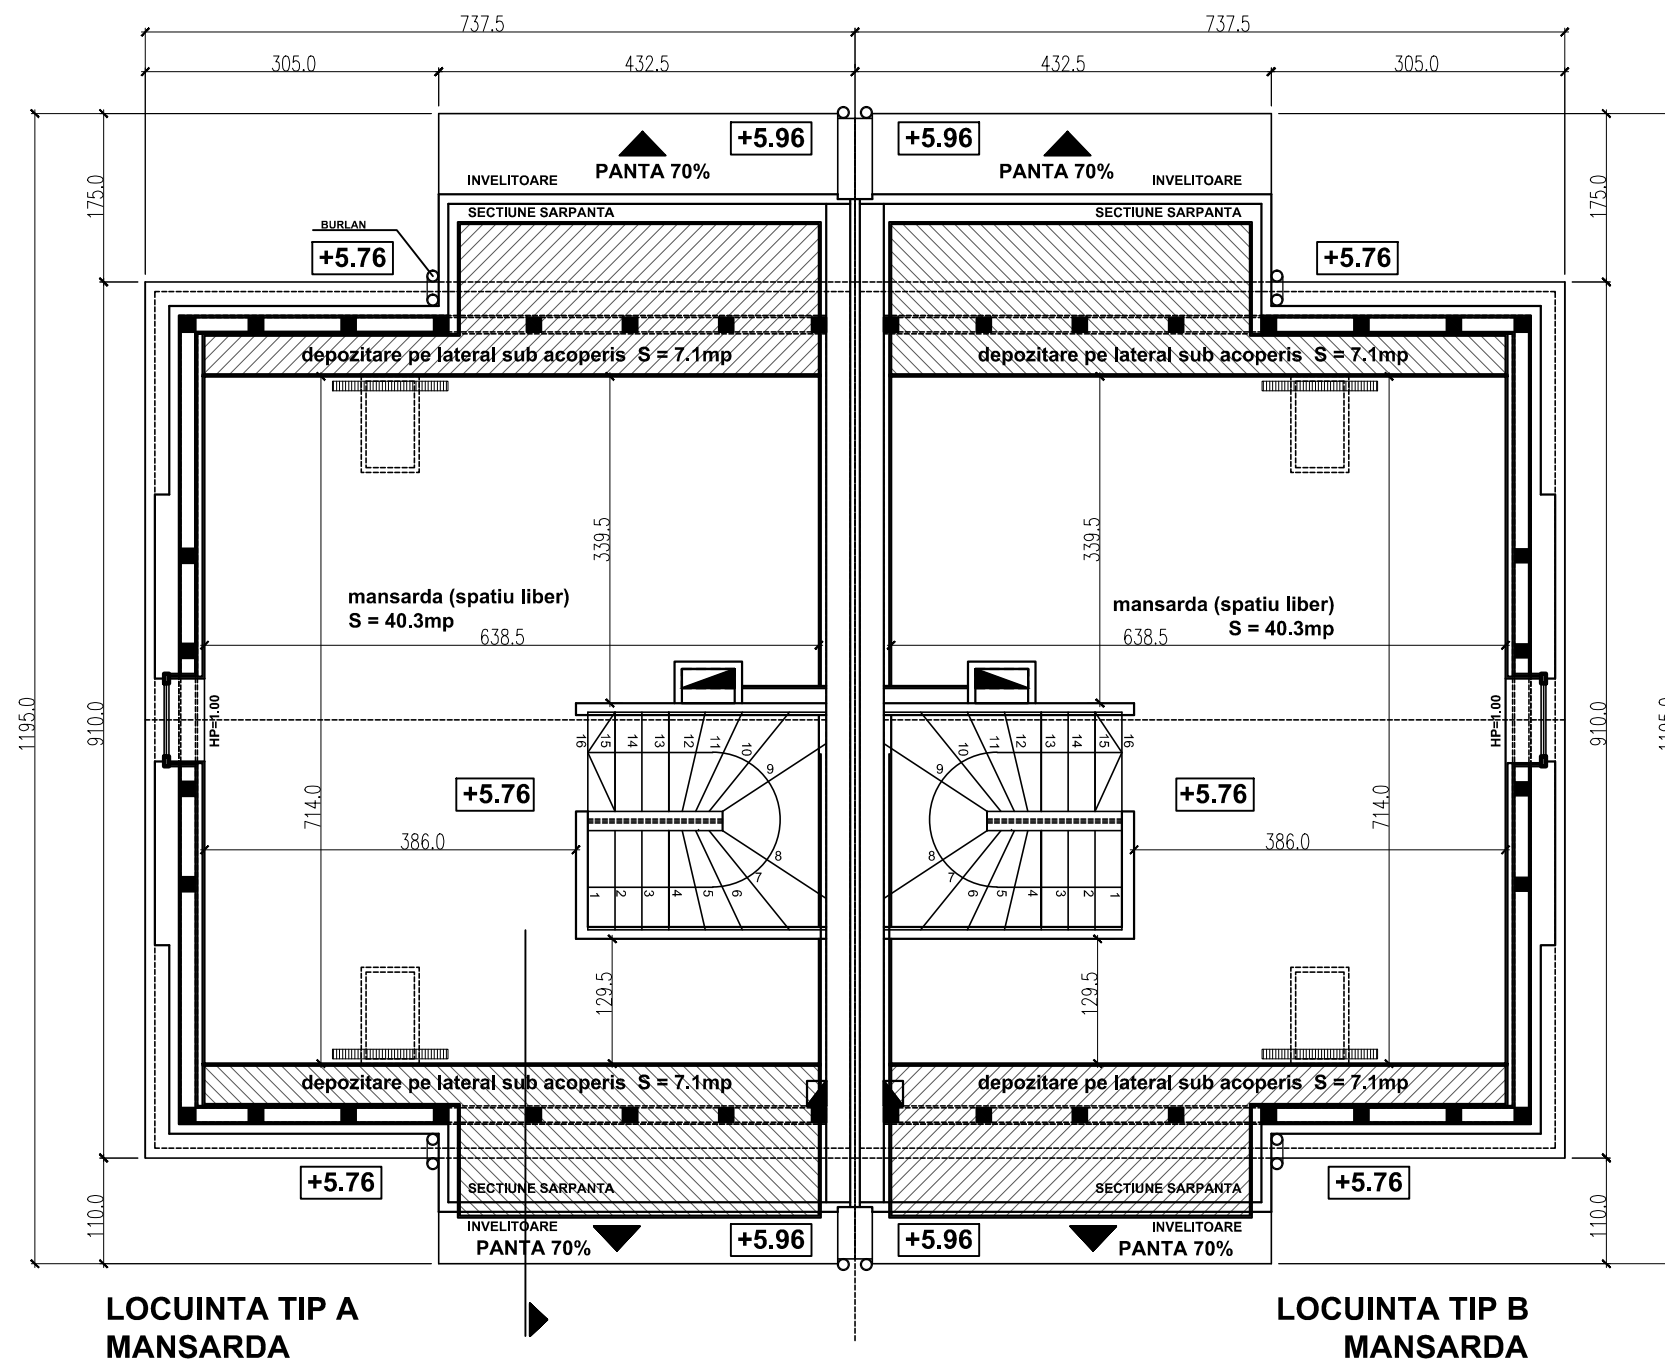 737.5 737.5
305.0 432.5 432.5 305.0
+5.96 +5.96
PANTA 70% PANTA 70%
INVELITOARE INVELITOARE
175.0 175.0
SECTIUNE SARPANTA SECTIUNE SARPANTA
BURLAN
+5.76 +5.76
depozitare pe lateral sub acoperis S = 7.1mp depozitare pe lateral sub acoperis S = 7.1mp
339.5 339.5
mansarda (spatiu liber) mansarda (spatiu liber)
S = 40.3mp S = 40.3mp
638.5 638.5
1195.0 910.0 HP=1.00 HP=1.00 910.0
16 15 14 13 12 11 10 9 9 10 11 12 13 14 15 16
+5.76 +5.76
714.0 714.0
386.0 386.0
8 7 7 8
1 2 3 4 5 6 6 5 4 3 2 1
129.5 129.5
depozitare pe lateral sub acoperis S = 7.1mp depozitare pe lateral sub acoperis S = 7.1mp
+5.76 +5.76
SECTIUNE SARPANTA SECTIUNE SARPANTA
110.0 110.0
INVELITOARE INVELITOARE
+5.96 +5.96
PANTA 70% PANTA 70%
LOCUINTA TIP A LOCUINTA TIP B
MANSARDA MANSARDA